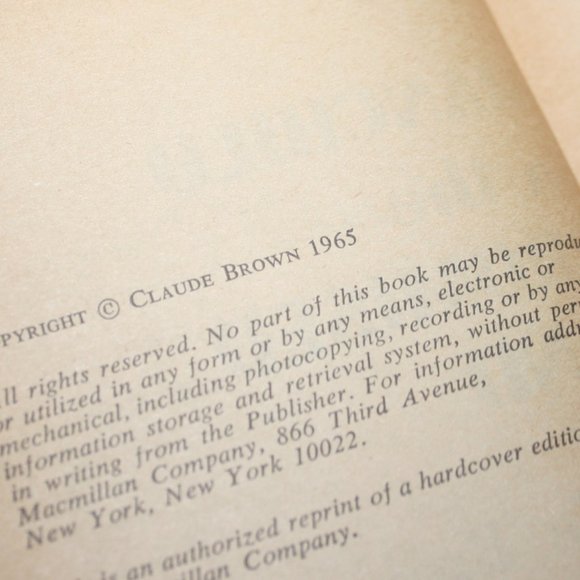 PYRIGHT © CLAUDE BROWN 1965
ll rights reserved. No part of this book may be reprodu
or utilized in any form or by any means, electronic or
mechanical, including photocopying, recording or by any
information storage and retrieval system, without per
in writing from the Publisher. For information addr
Macmillan Company, 866 Third Avenue,
New York, New York 10022.
is an authorized reprint of a hardcover editio
illan Company.